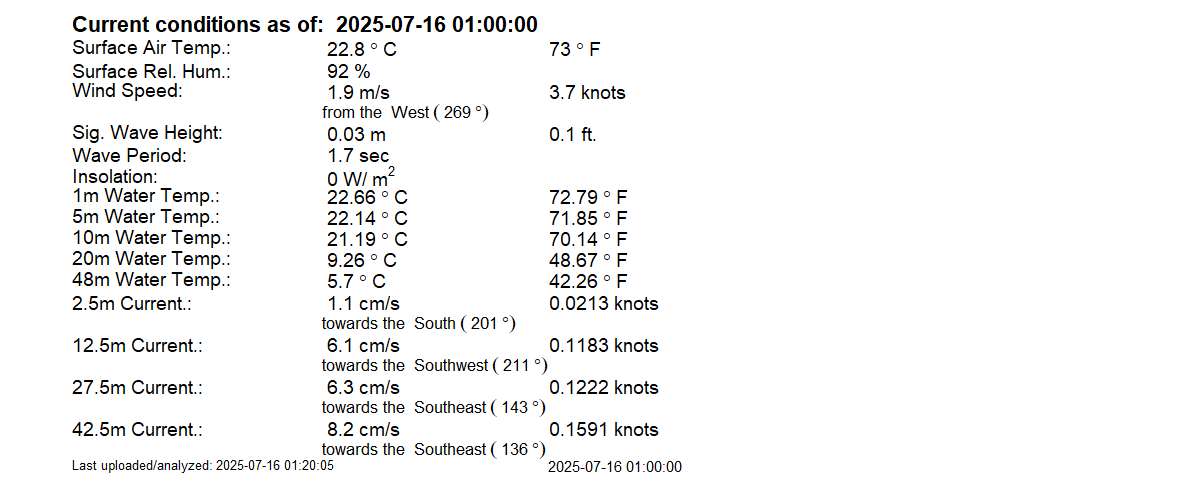 Current conditions as of: 2025-07-16 01:00:00
Surface Air Temp.: 22.8 ° C 73 ° F
Surface Rel. Hum.: 92 %
Wind Speed: 1.9 m/s 3.7 knots
from the West ( 269 °)
Sig. Wave Height: 0.03 m 0.1 ft.
Wave Period: 1.7 sec
Insolation: 0 W/ m²
1m Water Temp.: 22.66 ° C 72.79 ° F
5m Water Temp.: 22.14 ° C 71.85 ° F
10m Water Temp.: 21.19 ° C 70.14 ° F
20m Water Temp.: 9.26 ° C 48.67 ° F
48m Water Temp.: 5.7 ° C 42.26 ° F
2.5m Current.: 1.1 cm/s 0.0213 knots
towards the South ( 201 °)
12.5m Current.: 6.1 cm/s 0.1183 knots
towards the Southwest ( 211 °)
27.5m Current.: 6.3 cm/s 0.1222 knots
towards the Southeast ( 143 °)
42.5m Current.: 8.2 cm/s 0.1591 knots
towards the Southeast ( 136 °)
Last uploaded/analyzed: 2025-07-16 01:20:05 2025-07-16 01:00:00